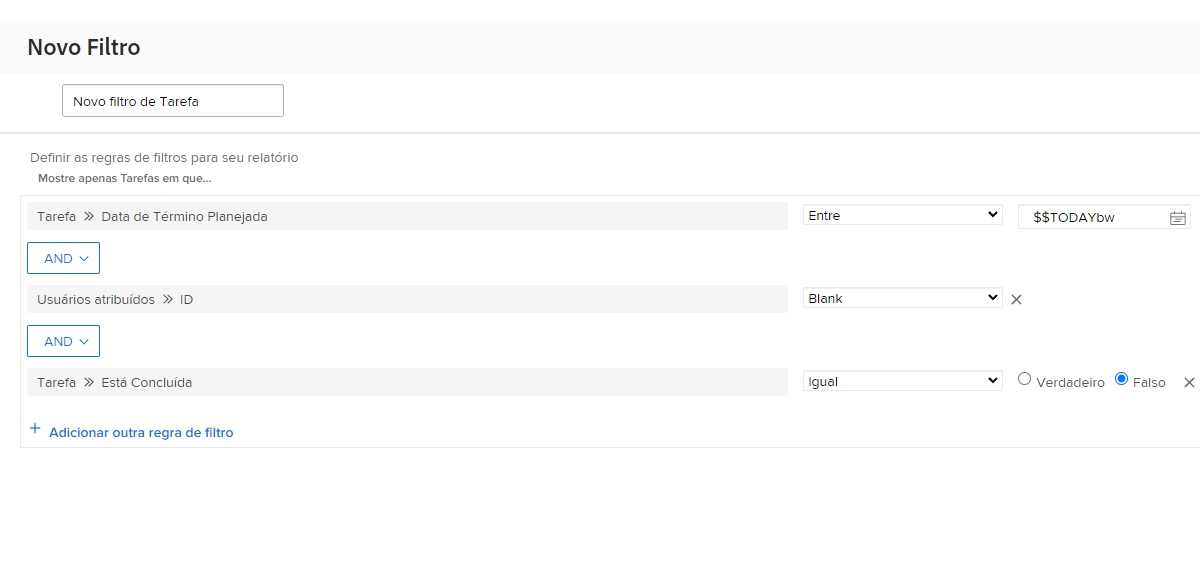 Novo Filtro
Novo filtro de Tarefa
Definir as regras de filtros para seu relatório
Mostre apenas Tarefas em que...
Tarefa » Data de Término Planejada Entre $$TODAYbw
AND
Usuários atribuídos » ID Blank
AND
Tarefa » Está Concluída Igual Verdadeiro Falso
+ Adicionar outra regra de filtro